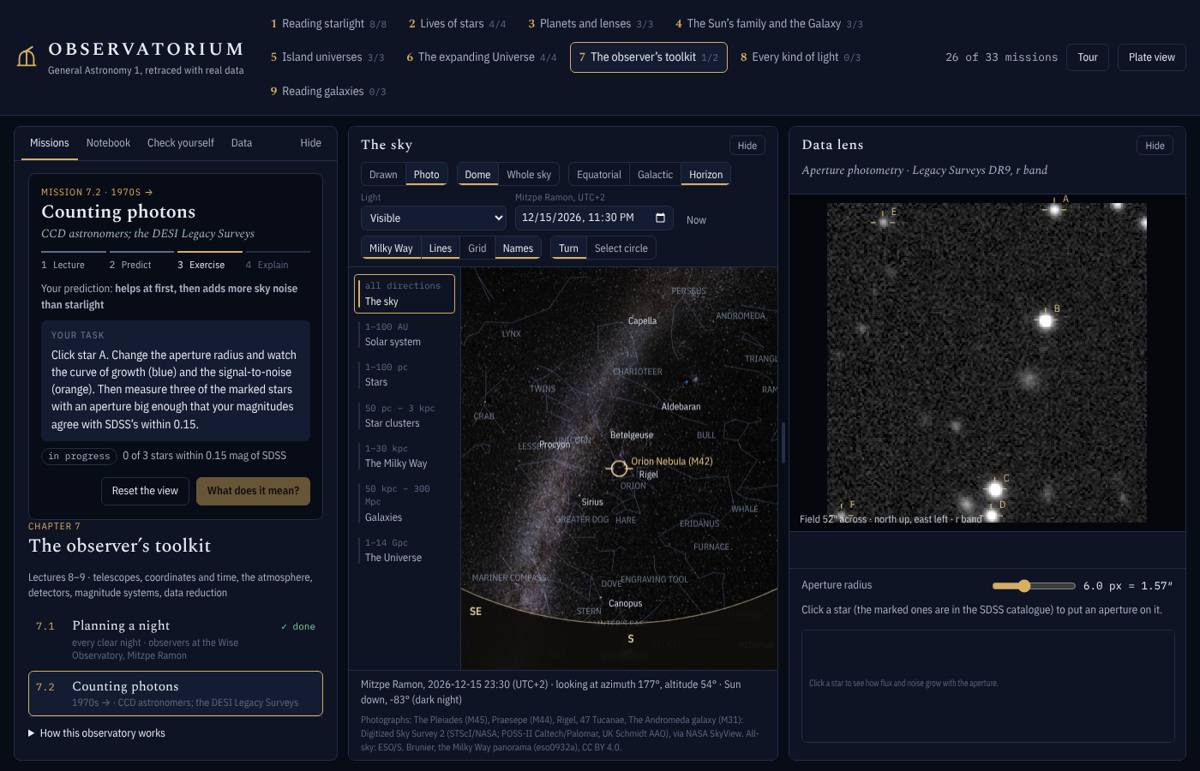 OBSERVATORIUM
General Astronomy 1, retraced with real data
1 Reading starlight 8/8
2 Lives of stars 4/4
3 Planets and lenses 3/3
4 The Sun's family and the Galaxy 3/3
5 Island universes 3/3
6 The expanding Universe 4/4
7 The observer's toolkit 1/2
8 Every kind of light 0/3
9 Reading galaxies 0/3
26 of 33 missions
Tour
Plate view
Missions
Notebook
Check yourself
Data
Hide
MISSION 7.2 · 1970S →
Counting photons
CCD astronomers; the DESI Legacy Surveys
1 Lecture
2 Predict
3 Exercise
4 Explain
Your prediction: helps at first, then adds more sky noise
than starlight
YOUR TASK
Click star A. Change the aperture radius and watch
the curve of growth (blue) and the signal-to-noise
(orange). Then measure three of the marked stars
with an aperture big enough that your magnitudes
agree with SDSS's within 0.15.
in progress
0 of 3 stars within 0.15 mag of SDSS
Reset the view
What does it mean?
CHAPTER 7
The observer's toolkit
Lectures 8–9 · telescopes, coordinates and time, the atmosphere,
detectors, magnitude systems, data reduction
7.1 Planning a night ✓ done
every clear night · observers at the Wise
Observatory, Mitzpe Ramon
7.2 Counting photons
1970s → · CCD astronomers; the DESI Legacy Surveys
▶ How this observatory works
The sky
Hide
Drawn
Photo
Dome
Whole sky
Equatorial
Galactic
Horizon
Light
Visible
Mitzpe Ramon, UTC+2
12/15/2026, 11:30 PM
Now
Milky Way
Lines
Grid
Names
Turn
Select circle
all directions
The sky
1–100 AU
Solar system
1–100 pc
Stars
50 pc – 3 kpc
Star clusters
1–30 kpc
The Milky Way
50 kpc – 300
Mpc
Galaxies
1–14 Gpc
The Universe
PERSEUS
Capella
ANDROMEDA
LYNX
TRIANGL
CHARIOTEER
TWINS
RAM
Aldebaran
CRAB
Betelgeuse
BULL
Procyon
Orion Nebula (M42)
Rigel
ORION
Sirius
WHALE
GREATER DOG
HARE
ERIDANUS
FURNACE
MARINER COMPASS
DOVE
ENGRAVING TOOL
Canopus
STERN
SE
S
Mitzpe Ramon, 2026-12-15 23:30 (UTC+2) · looking at azimuth 177°, altitude 54° · Sun
down, -83° (dark night)
Photographs: The Pleiades (M45), Praesepe (M44), Rigel, 47 Tucanae, The Andromeda galaxy (M31):
Digitized Sky Survey 2 (STScI/NASA; POSS-II Caltech/Palomar, UK Schmidt AAO), via NASA SkyView. All-
sky: ESO/S. Brunier, the Milky Way panorama (eso0932a), CC BY 4.0.
Data lens
Hide
Aperture photometry · Legacy Surveys DR9, r band
A
E
B
C
F
D
Field 52" across · north up, east left · r band
Aperture radius
6.0 px = 1.57"
Click a star (the marked ones are in the SDSS catalogue) to put an aperture on it.
Click a star to see how flux and noise grow with the aperture.